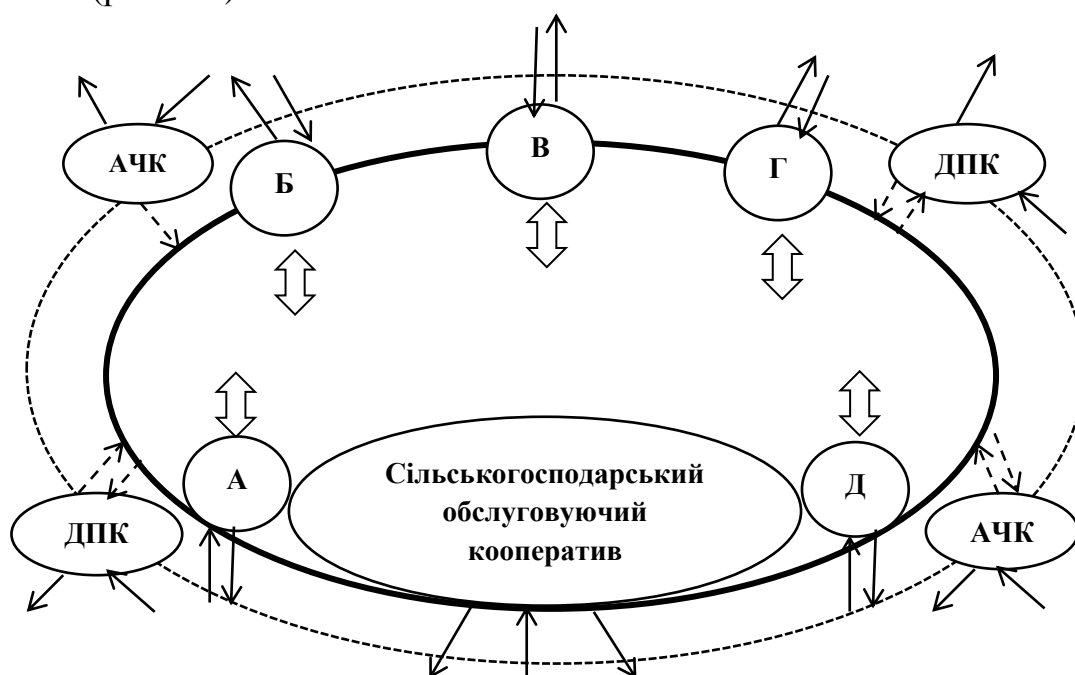 В
АЧК
Б
Г
ДПК
А
Сільськогосподарський
обслуговуючий
кооператив
Д
ДПК
АЧК